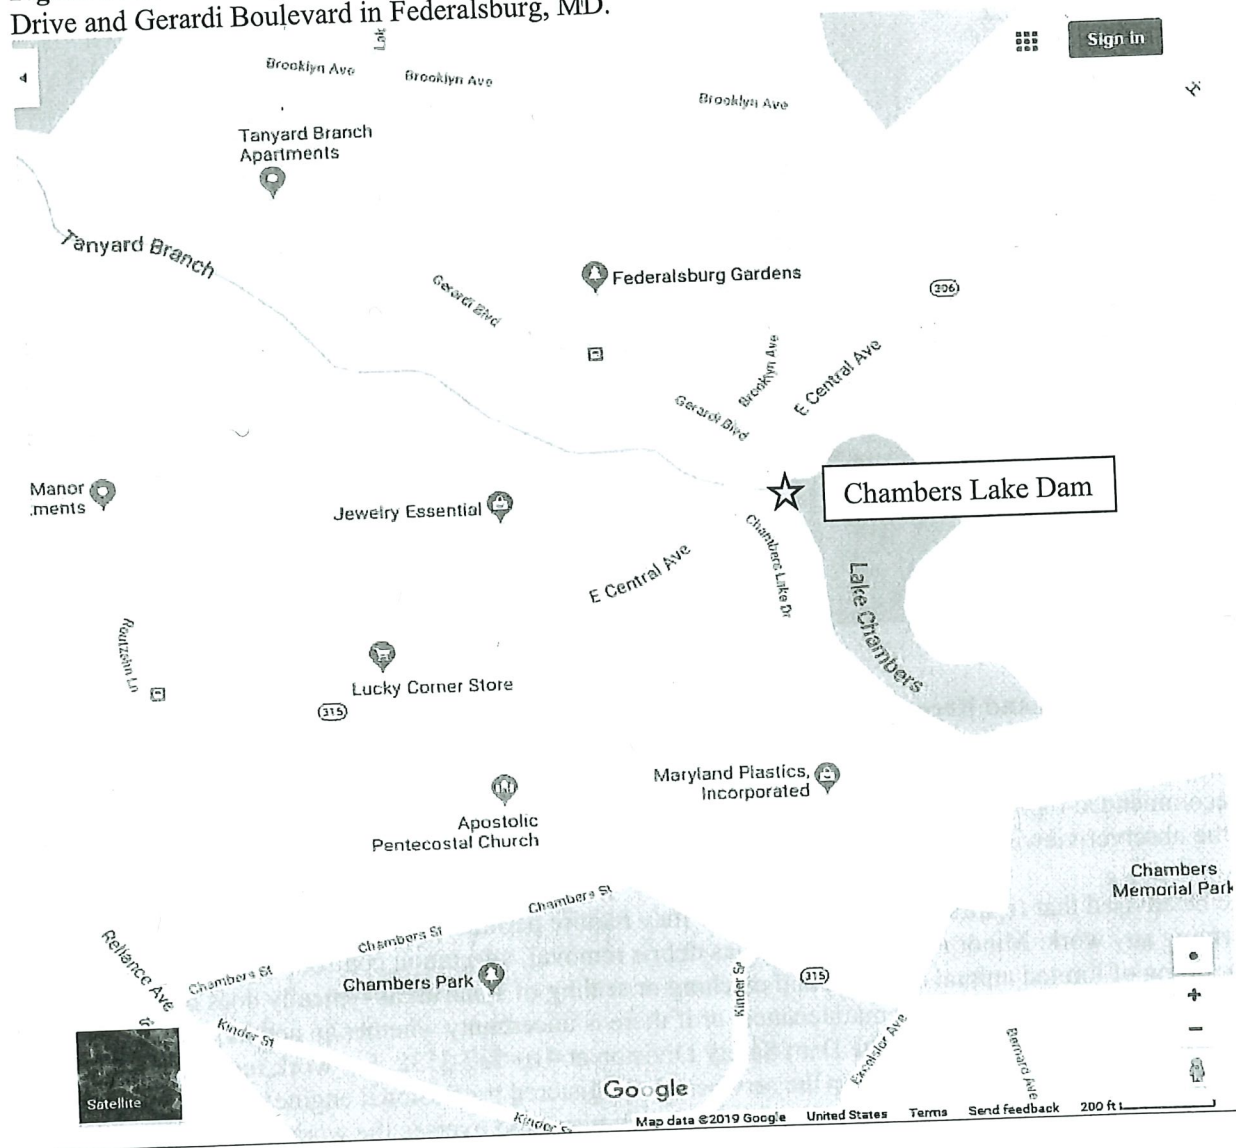 Drive and Gerardi Boulevard in Federalsburg, MD.
Sign in
Brooklyn Ave
Brooklyn Ave
Brooklyn Ave
Tanyard Branch
Apartments
Tanyard Branch
Gerardi Blvd
Federalsburg Gardens
306
Brooklyn Ave
E Central Ave
Gerardi Blvd
Chambers Lake Dam
Manor
.ments
Jewelry Essential
E Central Ave
Chambers Lake Dr
Lake Chambers
Routzahn Ln
Lucky Corner Store
315
Maryland Plastics,
Incorporated
Apostolic
Pentecostal Church
Chambers
Memorial Park
Chambers St
Chambers St
Chambers St
Reliance Ave
Chambers Park
Kinder St
315
Kinder St
Excelsior Ave
Bernard Ave
Satellite
Google
Kinder St
Map data ©2019 Google
United States
Terms
Send feedback
200 ft